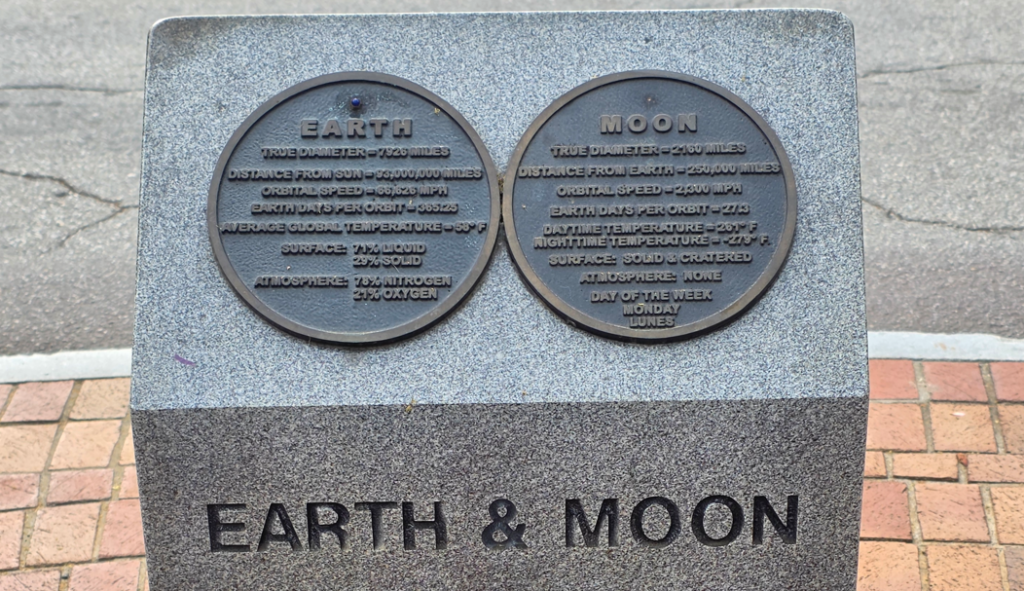 EARTH
TRUE DIAMETER = 7926 MILES
DISTANCE FROM SUN = 93,000,000 MILES
ORBITAL SPEED = 66,626 MPH
EARTH DAYS PER ORBIT = 365.25
AVERAGE GLOBAL TEMPERATURE = 59° F
SURFACE: 71% LIQUID
29% SOLID
ATMOSPHERE: 78% NITROGEN
21% OXYGEN
MOON
TRUE DIAMETER = 2160 MILES
DISTANCE FROM EARTH = 250,000 MILES
ORBITAL SPEED = 2,300 MPH
EARTH DAYS PER ORBIT = 27.3
DAYTIME TEMPERATURE = 261° F
NIGHTTIME TEMPERATURE = -279° F
SURFACE: SOLID & CRATERED
ATMOSPHERE: NONE
DAY OF THE WEEK
MONDAY
LUNES
EARTH & MOON